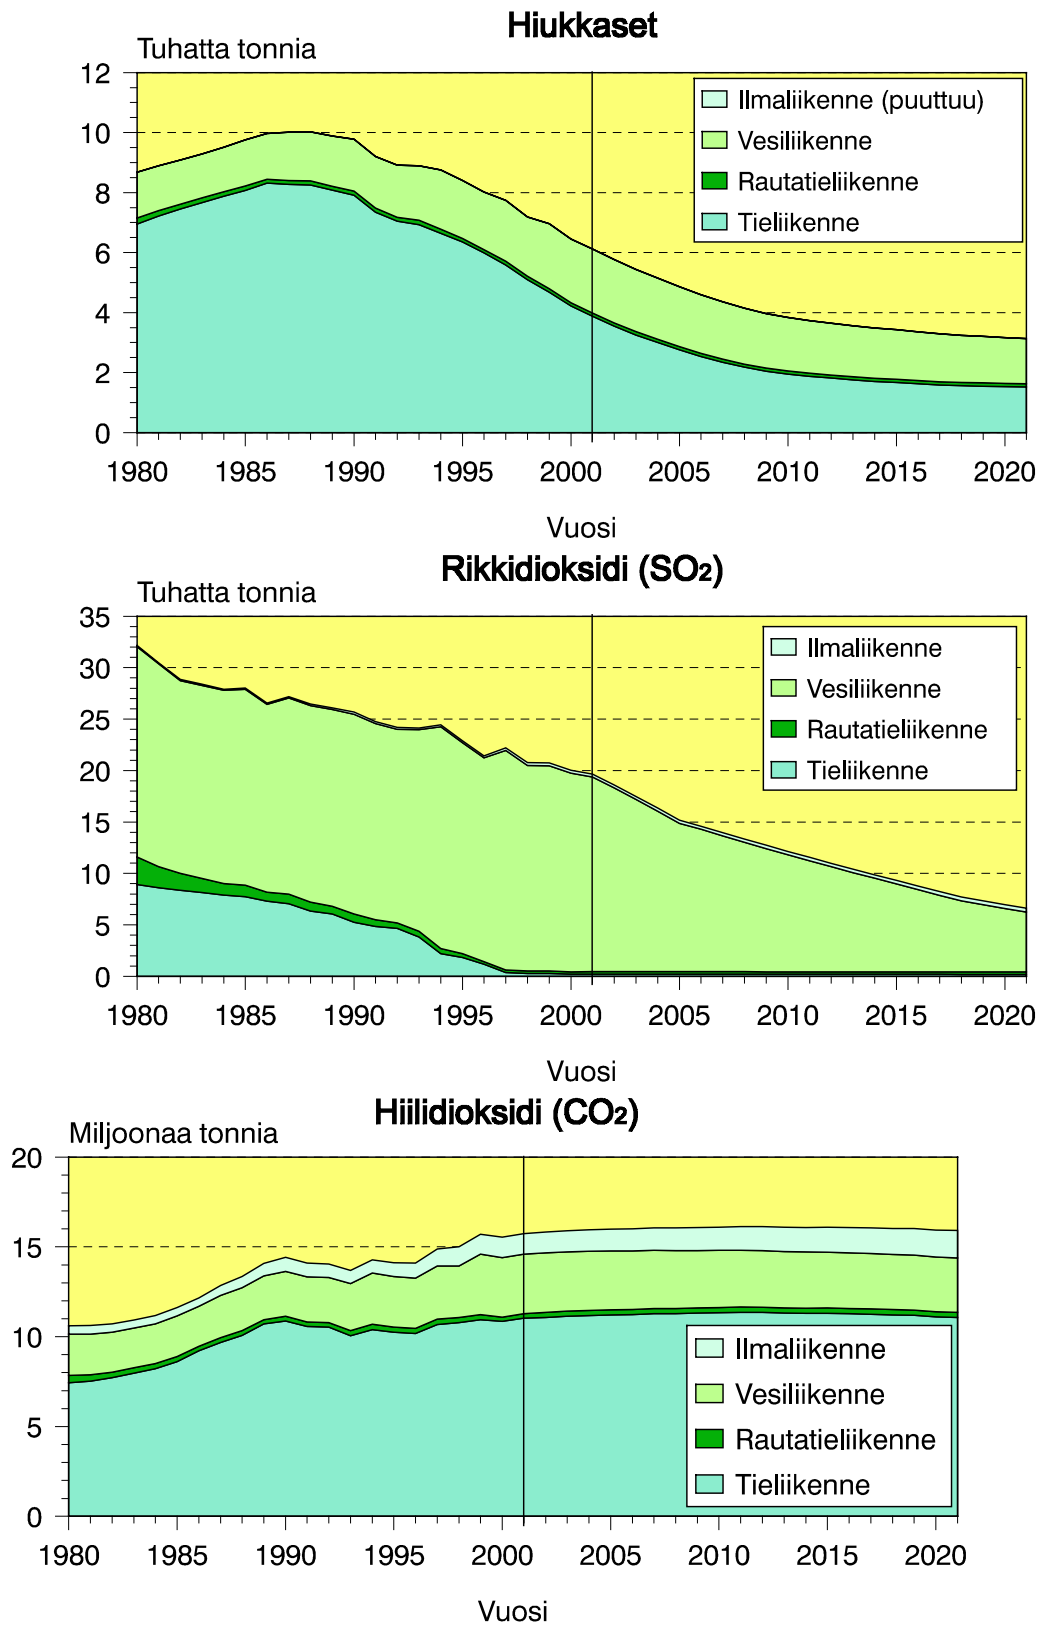 Hiukkaset
Tuhatta tonnia
12
10
8
6
4
2
0
Ilmaliikenne (puuttuu)
Vesiliikenne
Rautatieliikenne
Tieliikenne
1980 1985 1990 1995 2000 2005 2010 2015 2020
Vuosi
Rikkidioksidi (SO₂)
Tuhatta tonnia
35
30
25
20
15
10
5
0
Ilmaliikenne
Vesiliikenne
Rautatieliikenne
Tieliikenne
1980 1985 1990 1995 2000 2005 2010 2015 2020
Vuosi
Hiilidioksidi (CO₂)
Miljoonaa tonnia
20
15
10
5
0
Ilmaliikenne
Vesiliikenne
Rautatieliikenne
Tieliikenne
1980 1985 1990 1995 2000 2005 2010 2015 2020
Vuosi